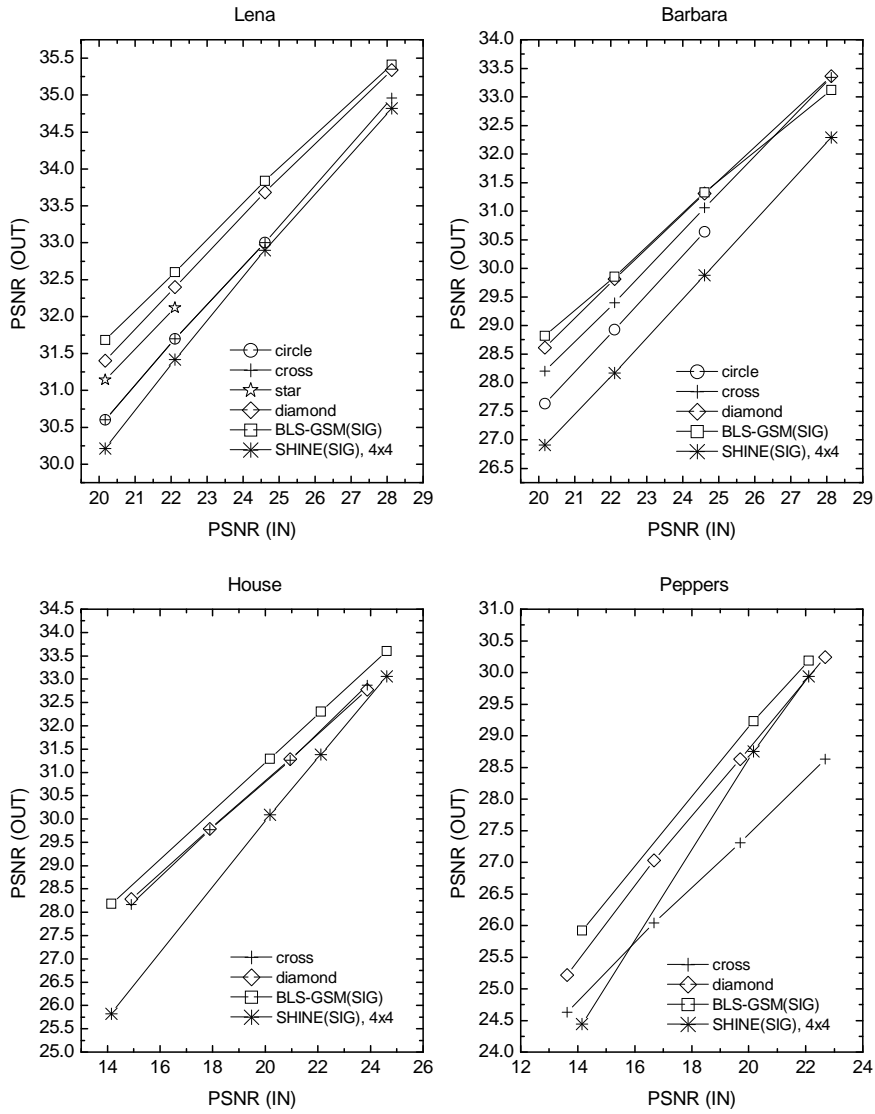 Lena
35.5
35.0
34.5
34.0
33.5
33.0
32.5
32.0
31.5
31.0
30.5
30.0
PSNR (OUT)
circle
cross
star
diamond
BLS-GSM(SIG)
SHINE(SIG), 4x4
20 21 22 23 24 25 26 27 28 29
PSNR (IN)
Barbara
34.0
33.5
33.0
32.5
32.0
31.5
31.0
30.5
30.0
29.5
29.0
28.5
28.0
27.5
27.0
26.5
PSNR (OUT)
circle
cross
diamond
BLS-GSM(SIG)
SHINE(SIG), 4x4
20 21 22 23 24 25 26 27 28 29
PSNR (IN)
House
34.5
34.0
33.5
33.0
32.5
32.0
31.5
31.0
30.5
30.0
29.5
29.0
28.5
28.0
27.5
27.0
26.5
26.0
25.5
25.0
PSNR (OUT)
cross
diamond
BLS-GSM(SIG)
SHINE(SIG), 4x4
14 16 18 20 22 24 26
PSNR (IN)
Peppers
31.0
30.5
30.0
29.5
29.0
28.5
28.0
27.5
27.0
26.5
26.0
25.5
25.0
24.5
24.0
PSNR (OUT)
cross
diamond
BLS-GSM(SIG)
SHINE(SIG), 4x4
12 14 16 18 20 22 24
PSNR (IN)